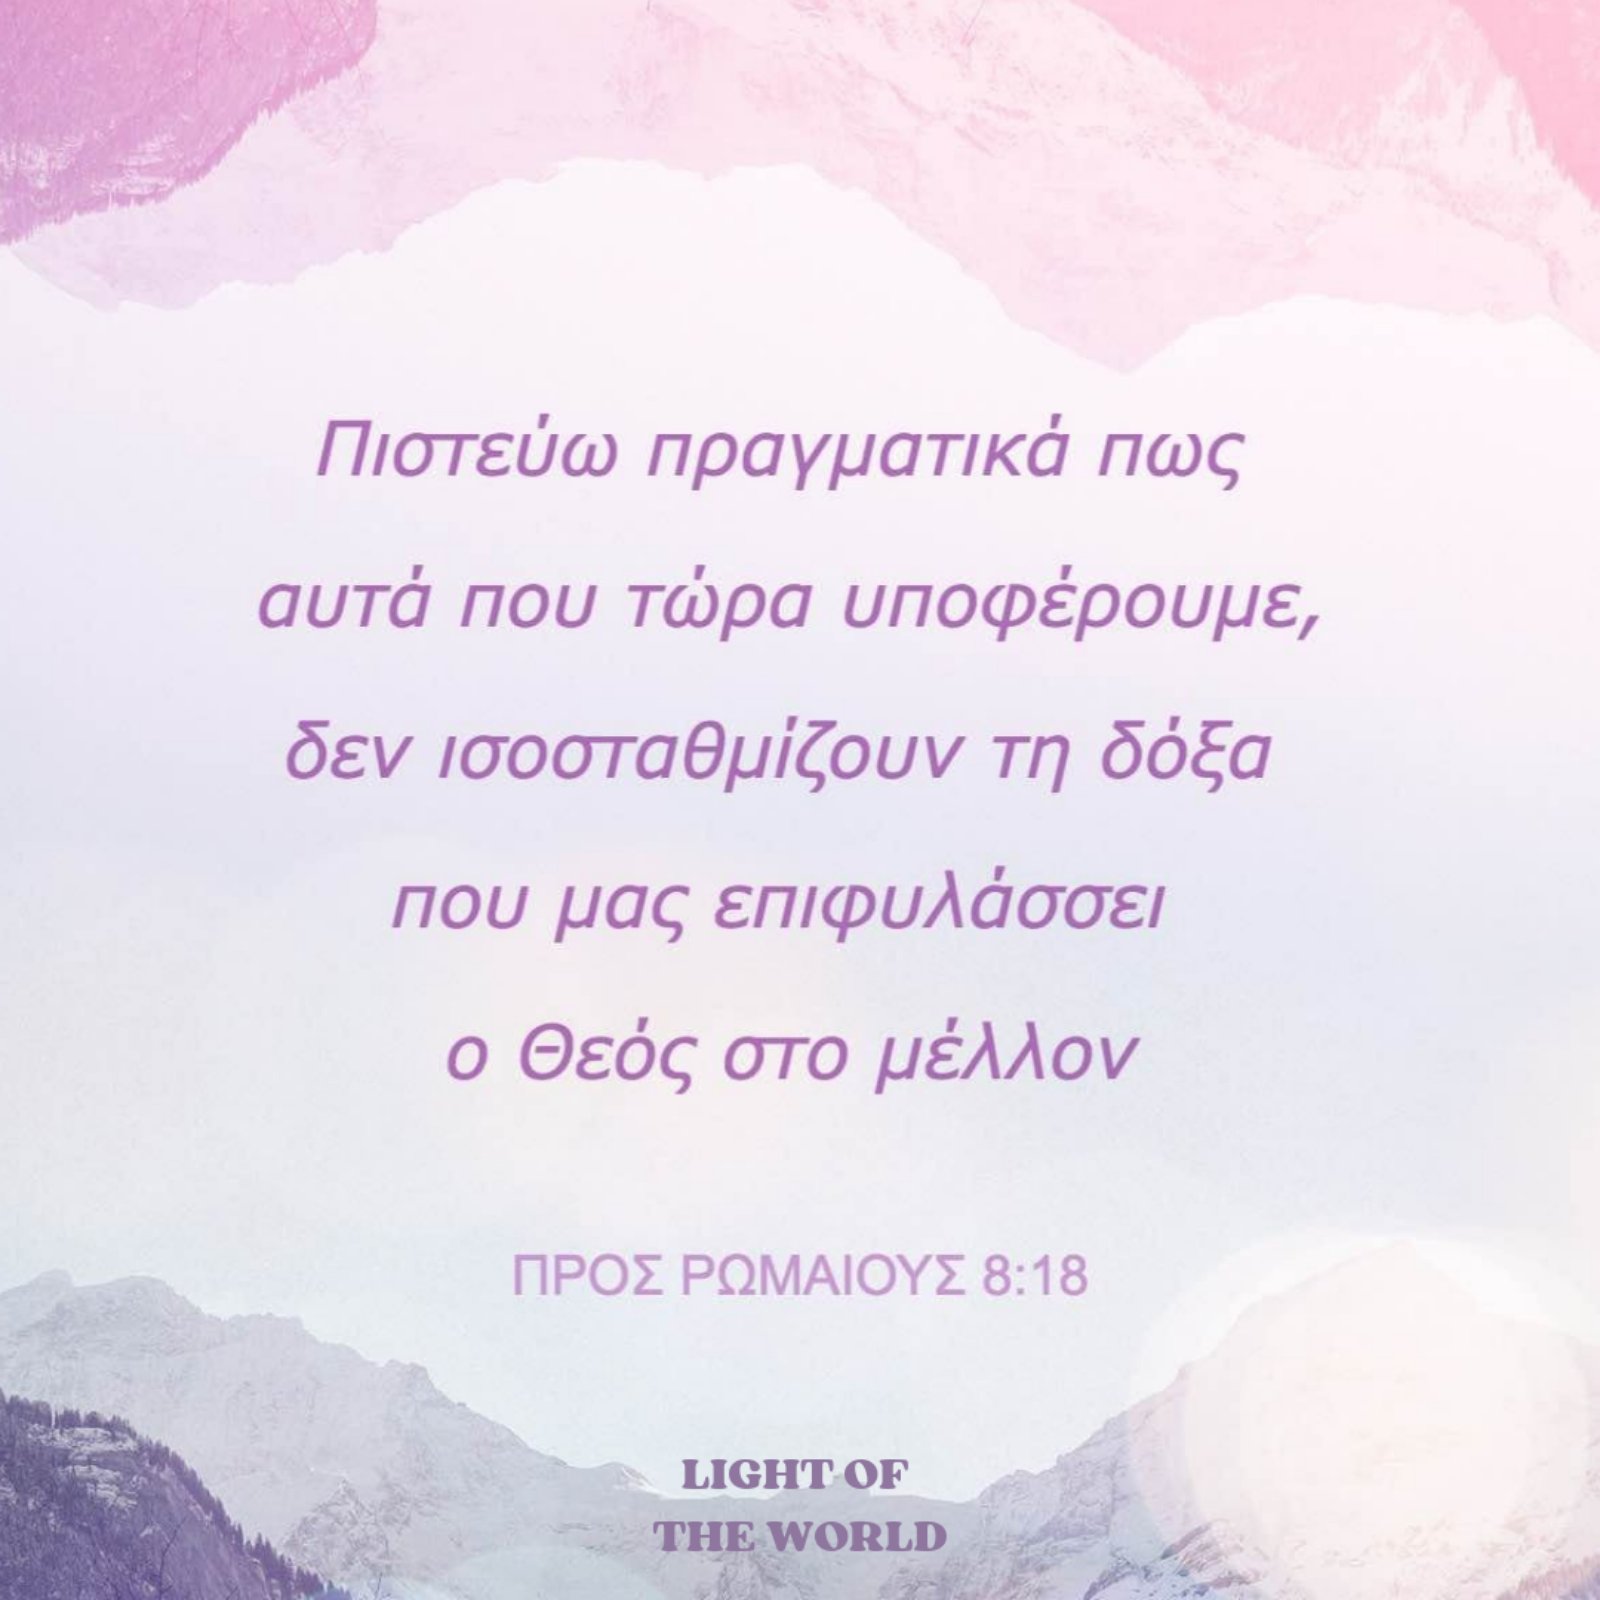 Πιστεύω πραγματικά πως
αυτά που τώρα υποφέρουμε,
δεν ισοσταθμίζουν τη δόξα
που μας επιφυλάσσει
ο Θεός στο μέλλον
ΠΡΟΣ ΡΩΜΑΙΟΥΣ 8:18
LIGHT OF
THE WORLD